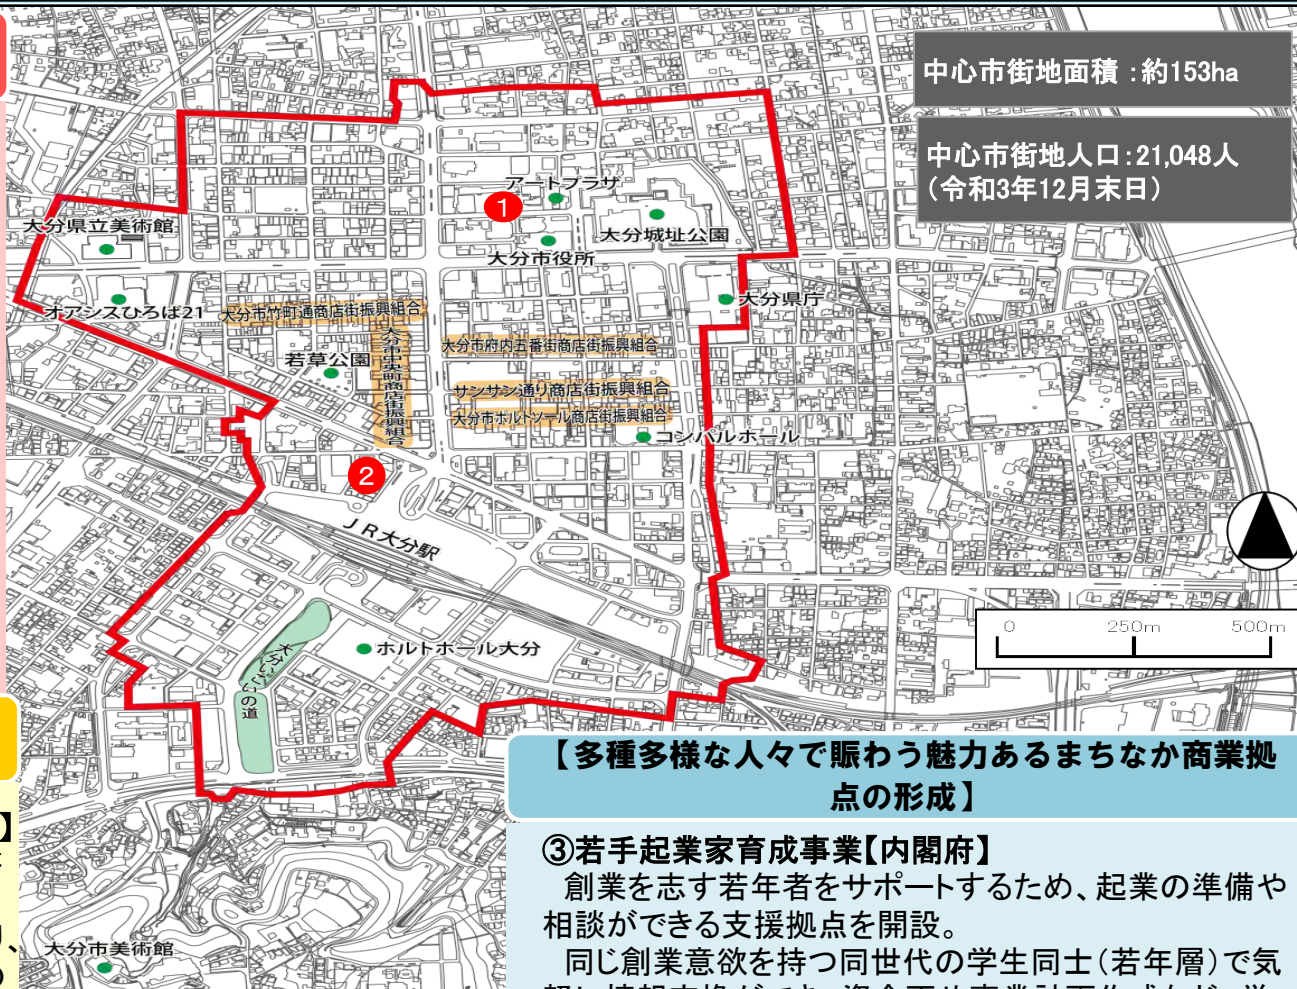 中心市街地面積：約153ha
中心市街地人口：21,048人
（令和3年12月末日）
アートプラザ
1
大分県立美術館
大分城址公園
大分市役所
大分県庁
オアシスひろば21
大分市竹町通商店街振興組合
大分市中央町商店街振興組合
大分市府内五番街商店街振興組合
若草公園
サンサン通り商店街振興組合
大分市ポルトソール商店街振興組合
コンパルホール
2
JR大分駅
0 250m 500m
ホルトホール大分
大分いこいの道
【多種多様な人々で賑わう魅力あるまちなか商業拠
点の形成】
】
③若手起業家育成事業【内閣府】
創業を志す若年者をサポートするため、起業の準備や
相談ができる支援拠点を開設。
同じ創業意欲を持つ同世代の学生同士（若年層）で気
大分市美術館